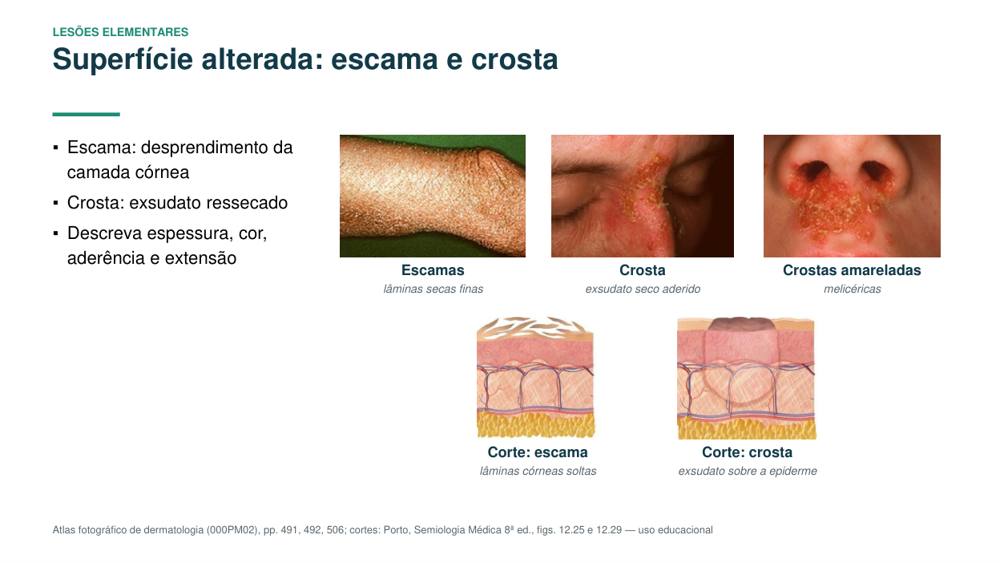 LESÕES ELEMENTARES
Superfície alterada: escama e crosta
▪ Escama: desprendimento da
camada córnea
▪ Crosta: exsudato ressecado
▪ Descreva espessura, cor,
aderência e extensão
Escamas
lâminas secas finas
Crosta
exsudato seco aderido
Crostas amareladas
melicéricas
Corte: escama
lâminas córneas soltas
Corte: crosta
exsudato sobre a epiderme
Atlas fotográfico de dermatologia (000PM02), pp. 491, 492, 506; cortes: Porto, Semiologia Médica 8ª ed., figs. 12.25 e 12.29 — uso educacional